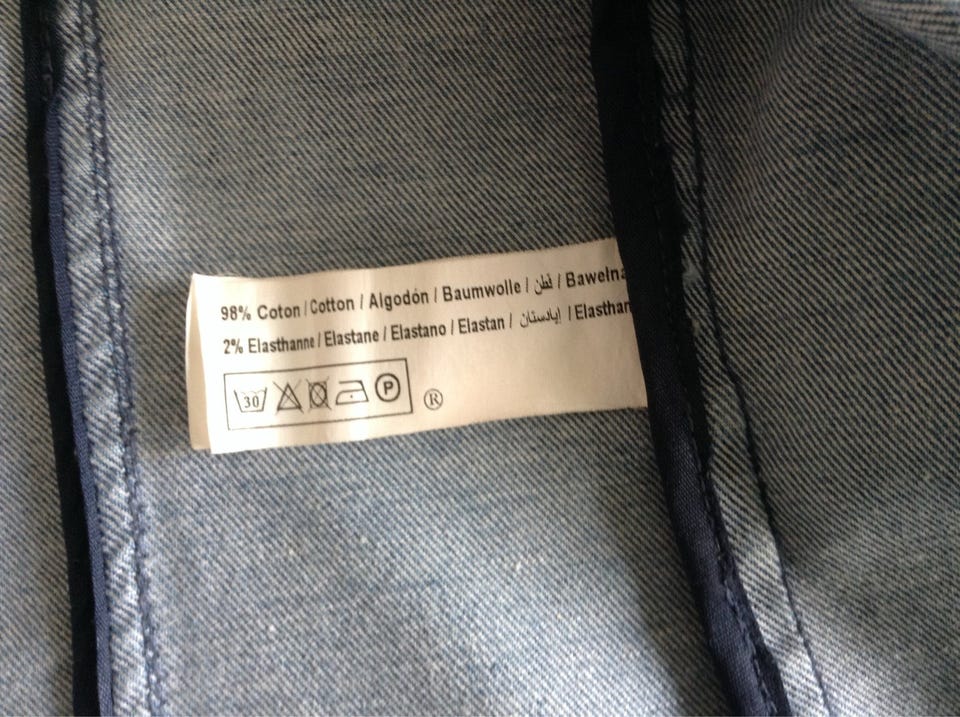 98% Coton / Cotton / Algodón / Baumwolle / قطن / Bawełna
2% Elasthanne / Elastane / Elastano / Elastan / إيلاستان / Elasthan
30 P ®